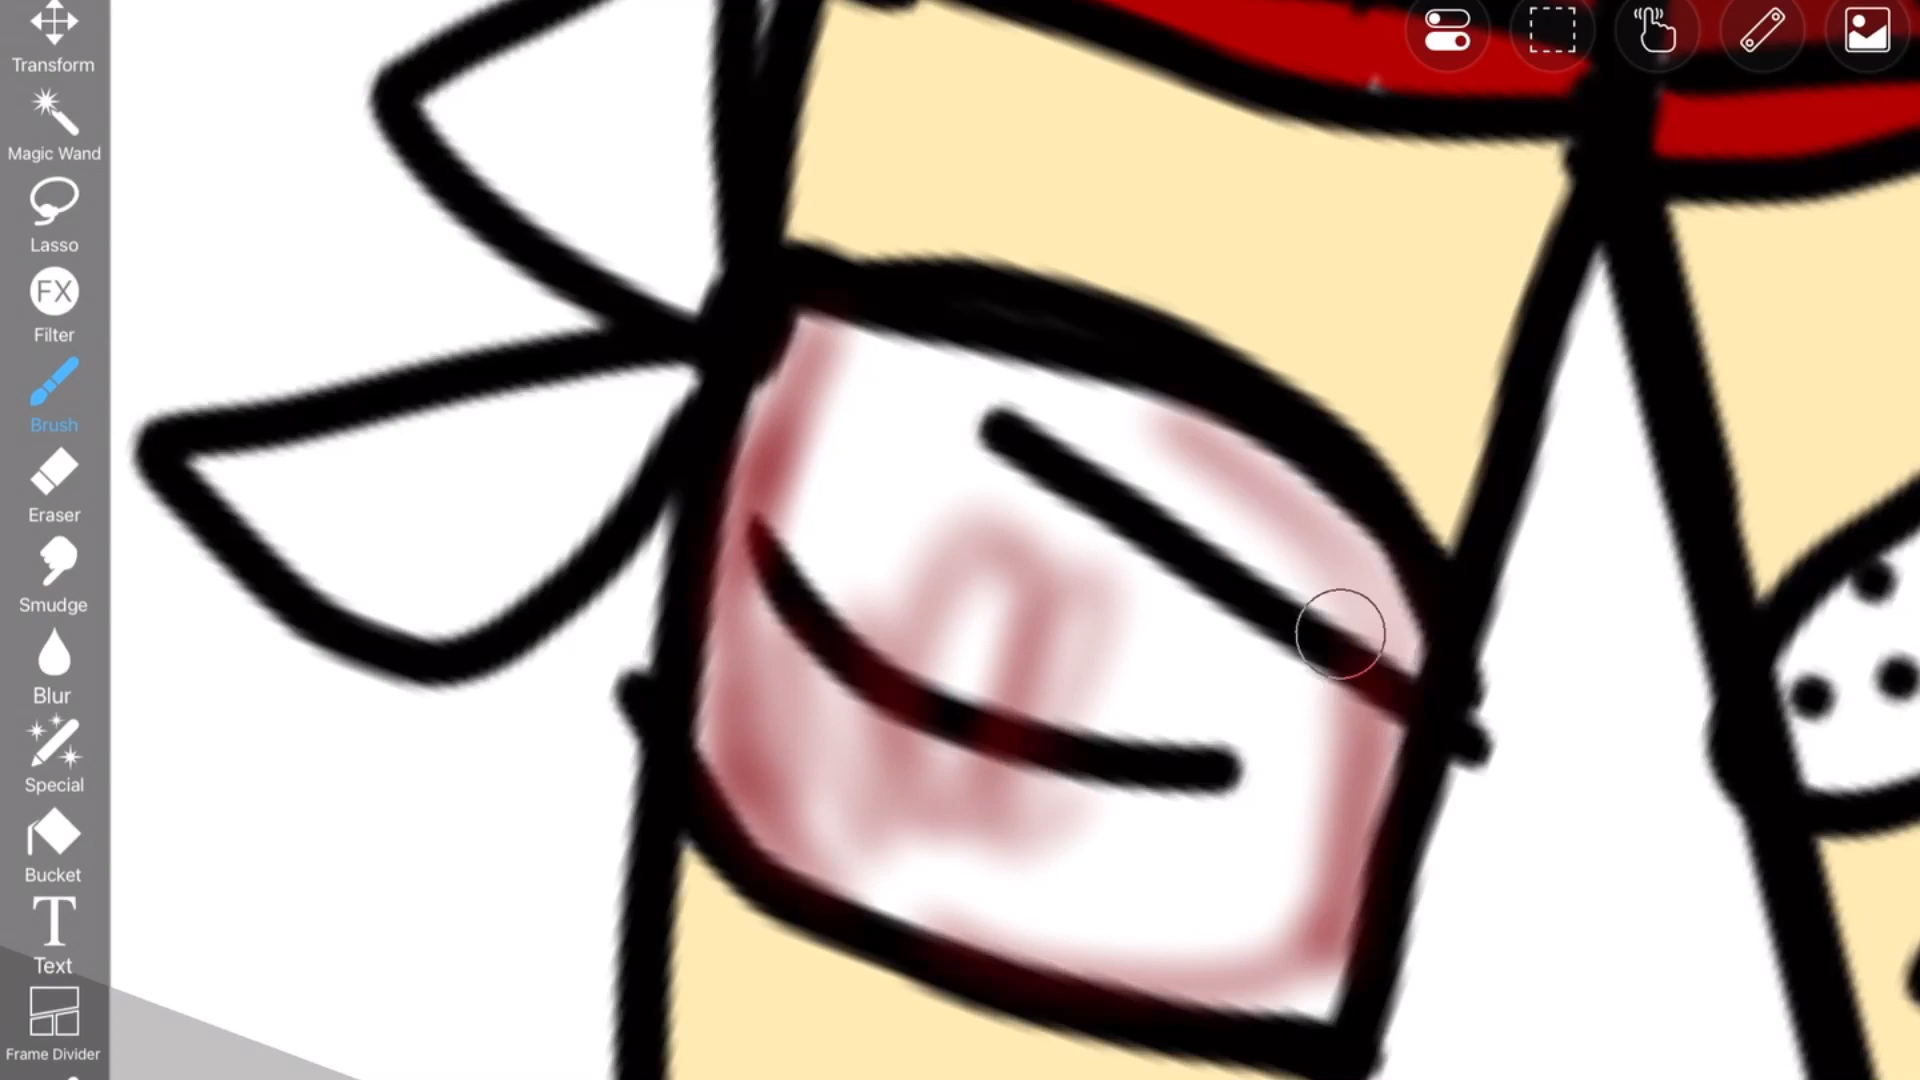 Transform
Magic Wand
Lasso
FX
Filter
Brush
Eraser
Smudge
Blur
Special
Bucket
T
Text
Frame Divider